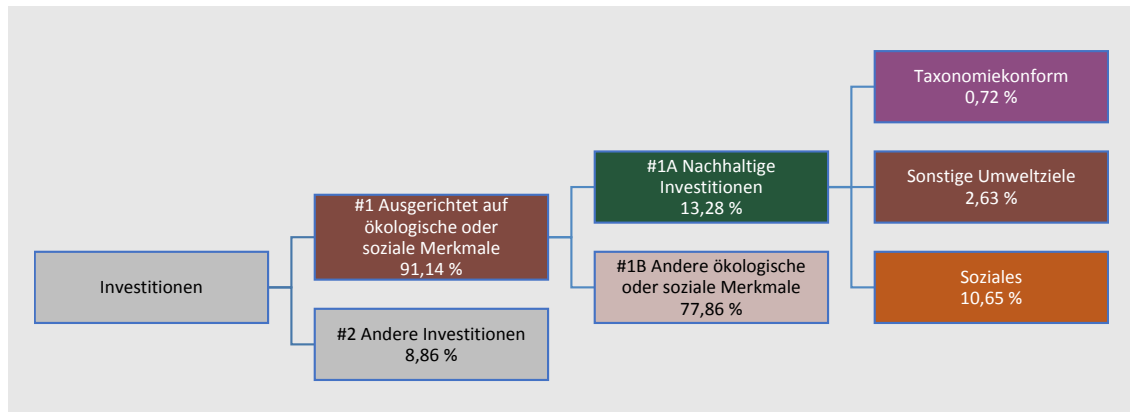 Investitionen
#1 Ausgerichtet auf
ökologische oder
soziale Merkmale
91,14 %
#2 Andere Investitionen
8,86 %
#1A Nachhaltige
Investitionen
13,28 %
#1B Andere ökologische
oder soziale Merkmale
77,86 %
Taxonomiekonform
0,72 %
Sonstige Umweltziele
2,63 %
Soziales
10,65 %